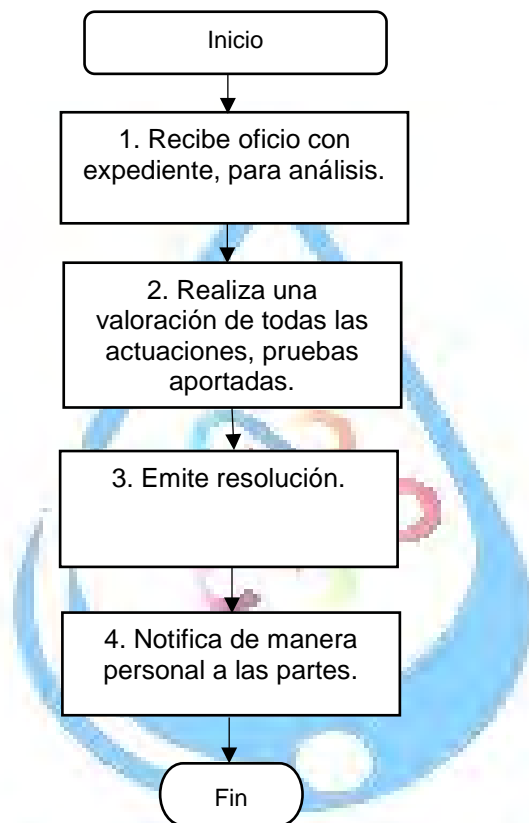 Inicio
1. Recibe oficio con
expediente, para análisis.
2. Realiza una
valoración de todas las
actuaciones, pruebas
aportadas.
3. Emite resolución.
4. Notifica de manera
personal a las partes.
Fin